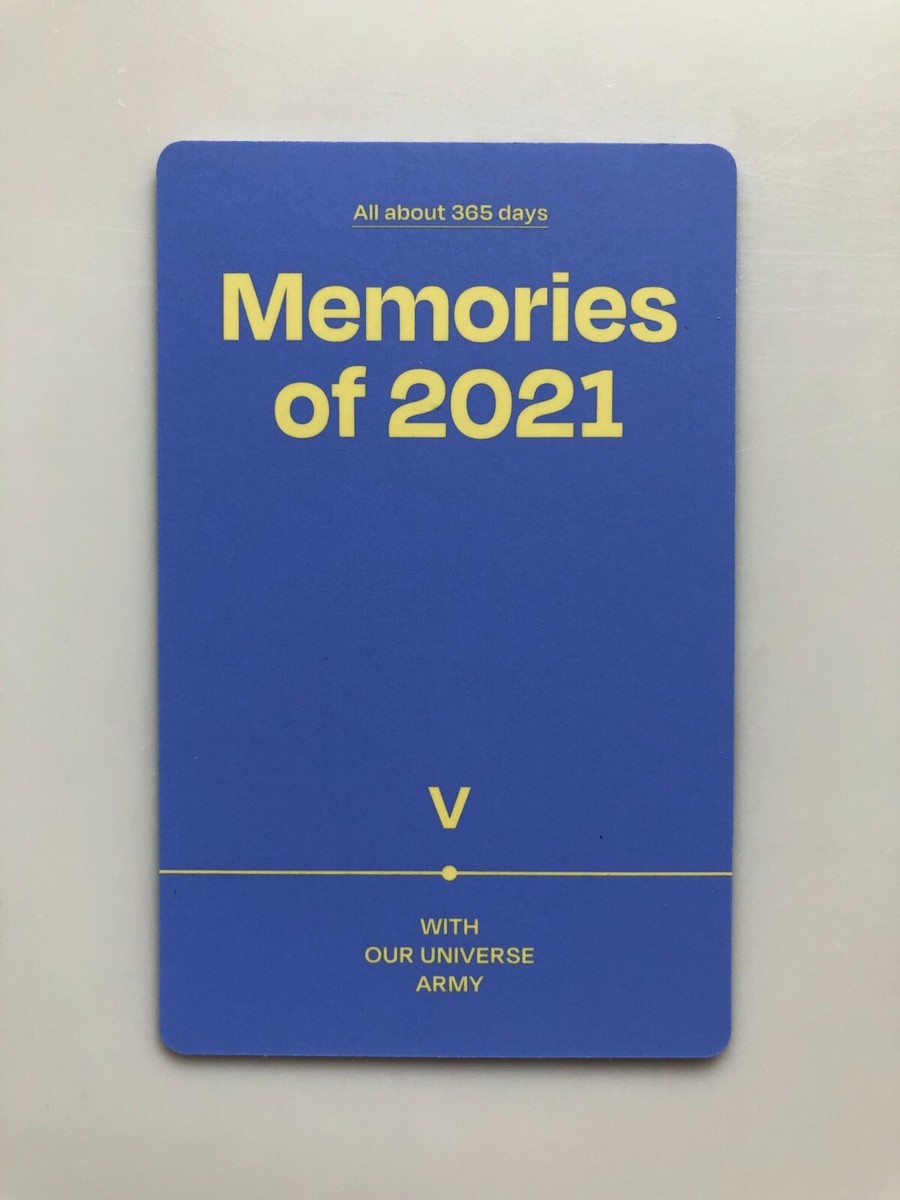 All about 365 days
Memories
of 2021
V
WITH
OUR UNIVERSE
ARMY